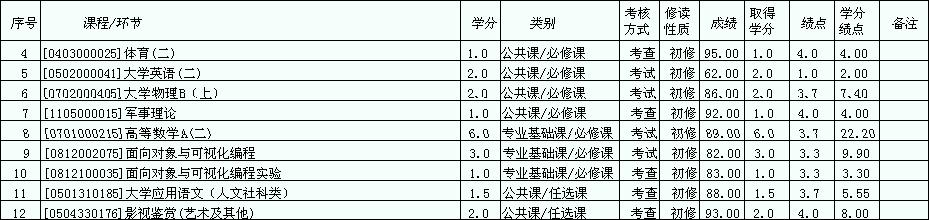 序号 课程/环节 学分 类别 考核方式 修读性质 成绩 取得学分 绩点 学分绩点 备注
4 [0403000025]体育(二) 1.0 公共课/必修课 考查 初修 95.00 1.0 4.0 4.00
5 [0502000041]大学英语(二) 2.0 公共课/必修课 考试 初修 62.00 2.0 1.0 2.00
6 [0702000405]大学物理B（上） 2.0 公共课/必修课 考试 初修 86.00 2.0 3.7 7.40
7 [1105000015]军事理论 1.0 公共课/必修课 考查 初修 92.00 1.0 4.0 4.00
8 [0701000215]高等数学A(二) 6.0 专业基础课/必修课 考试 初修 89.00 6.0 3.7 22.20
9 [0812002075]面向对象与可视化编程 3.0 专业基础课/必修课 考试 初修 82.00 3.0 3.3 9.90
10 [0812100035]面向对象与可视化编程实验 1.0 专业基础课/必修课 考查 初修 83.00 1.0 3.3 3.30
11 [0501310185]大学应用语文（人文社科类） 1.5 公共课/任选课 考查 初修 88.00 1.5 3.7 5.55
12 [0504330176]影视鉴赏(艺术及其他) 2.0 公共课/任选课 考查 初修 93.00 2.0 4.0 8.00